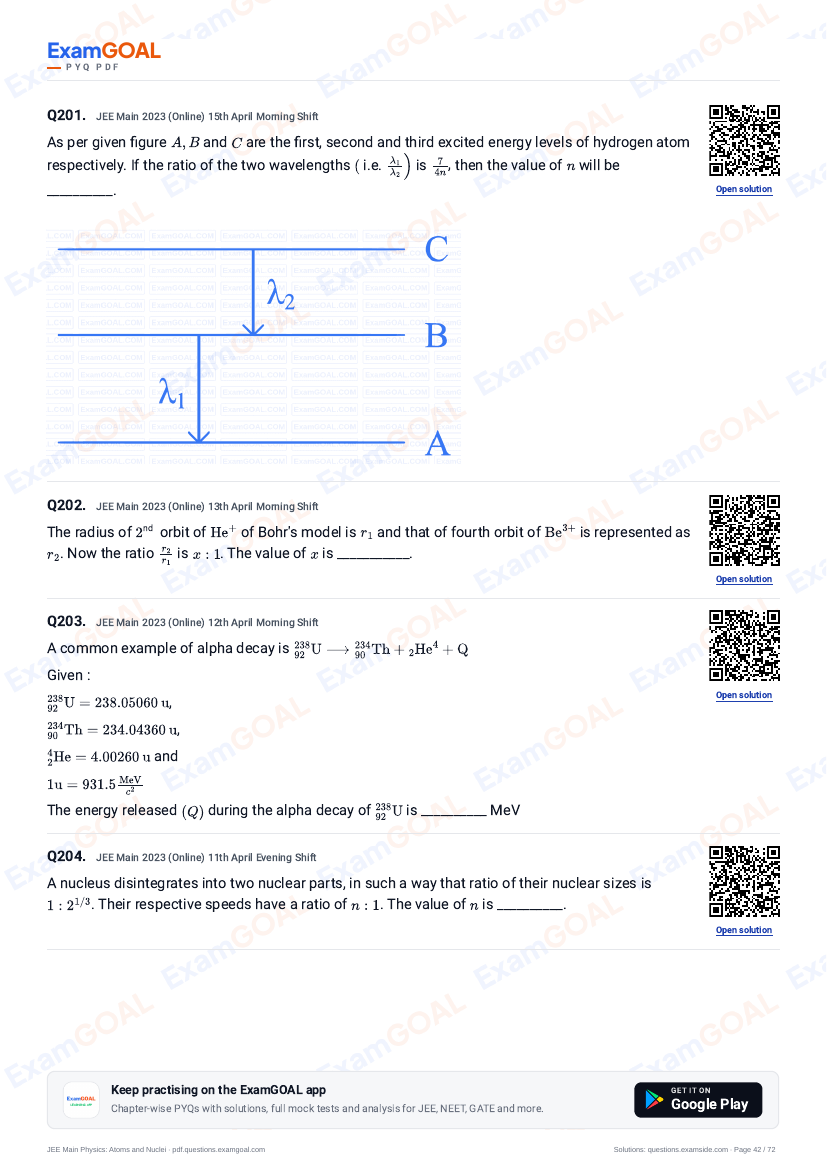 ExamGOAL
PYQ PDF
Q201. JEE Main 2023 (Online) 15th April Morning Shift
As per given figure A, B and C are the first, second and third excited energy levels of hydrogen atom
respectively. If the ratio of the two wavelengths ( i.e. λ₁/λ₂ ) is 7/4n, then the value of n will be
__________.
Open solution
C
λ₂
B
λ₁
A
Q202. JEE Main 2023 (Online) 13th April Morning Shift
The radius of 2ⁿᵈ orbit of He⁺ of Bohr's model is r₁ and that of fourth orbit of Be³⁺ is represented as
r₂. Now the ratio r₂/r₁ is x : 1. The value of x is ___________.
Open solution
Q203. JEE Main 2023 (Online) 12th April Morning Shift
A common example of alpha decay is ²³⁸₉₂U ⟶ ²³⁴₉₀Th + ₂He⁴ + Q
Given :
²³⁸₉₂U = 238.05060 u,
²³⁴₉₀Th = 234.04360 u,
⁴₂He = 4.00260 u and
1u = 931.5 MeV/c²
The energy released (Q) during the alpha decay of ²³⁸₉₂U is __________ MeV
Open solution
Q204. JEE Main 2023 (Online) 11th April Evening Shift
A nucleus disintegrates into two nuclear parts, in such a way that ratio of their nuclear sizes is
1 : 2^{1/3}. Their respective speeds have a ratio of n : 1. The value of n is __________.
Open solution
Keep practising on the ExamGOAL app
Chapter-wise PYQs with solutions, full mock tests and analysis for JEE, NEET, GATE and more.
GET IT ON
Google Play
JEE Main Physics: Atoms and Nuclei · pdf.questions.examgoal.com
Solutions: questions.examside.com · Page 42 / 72